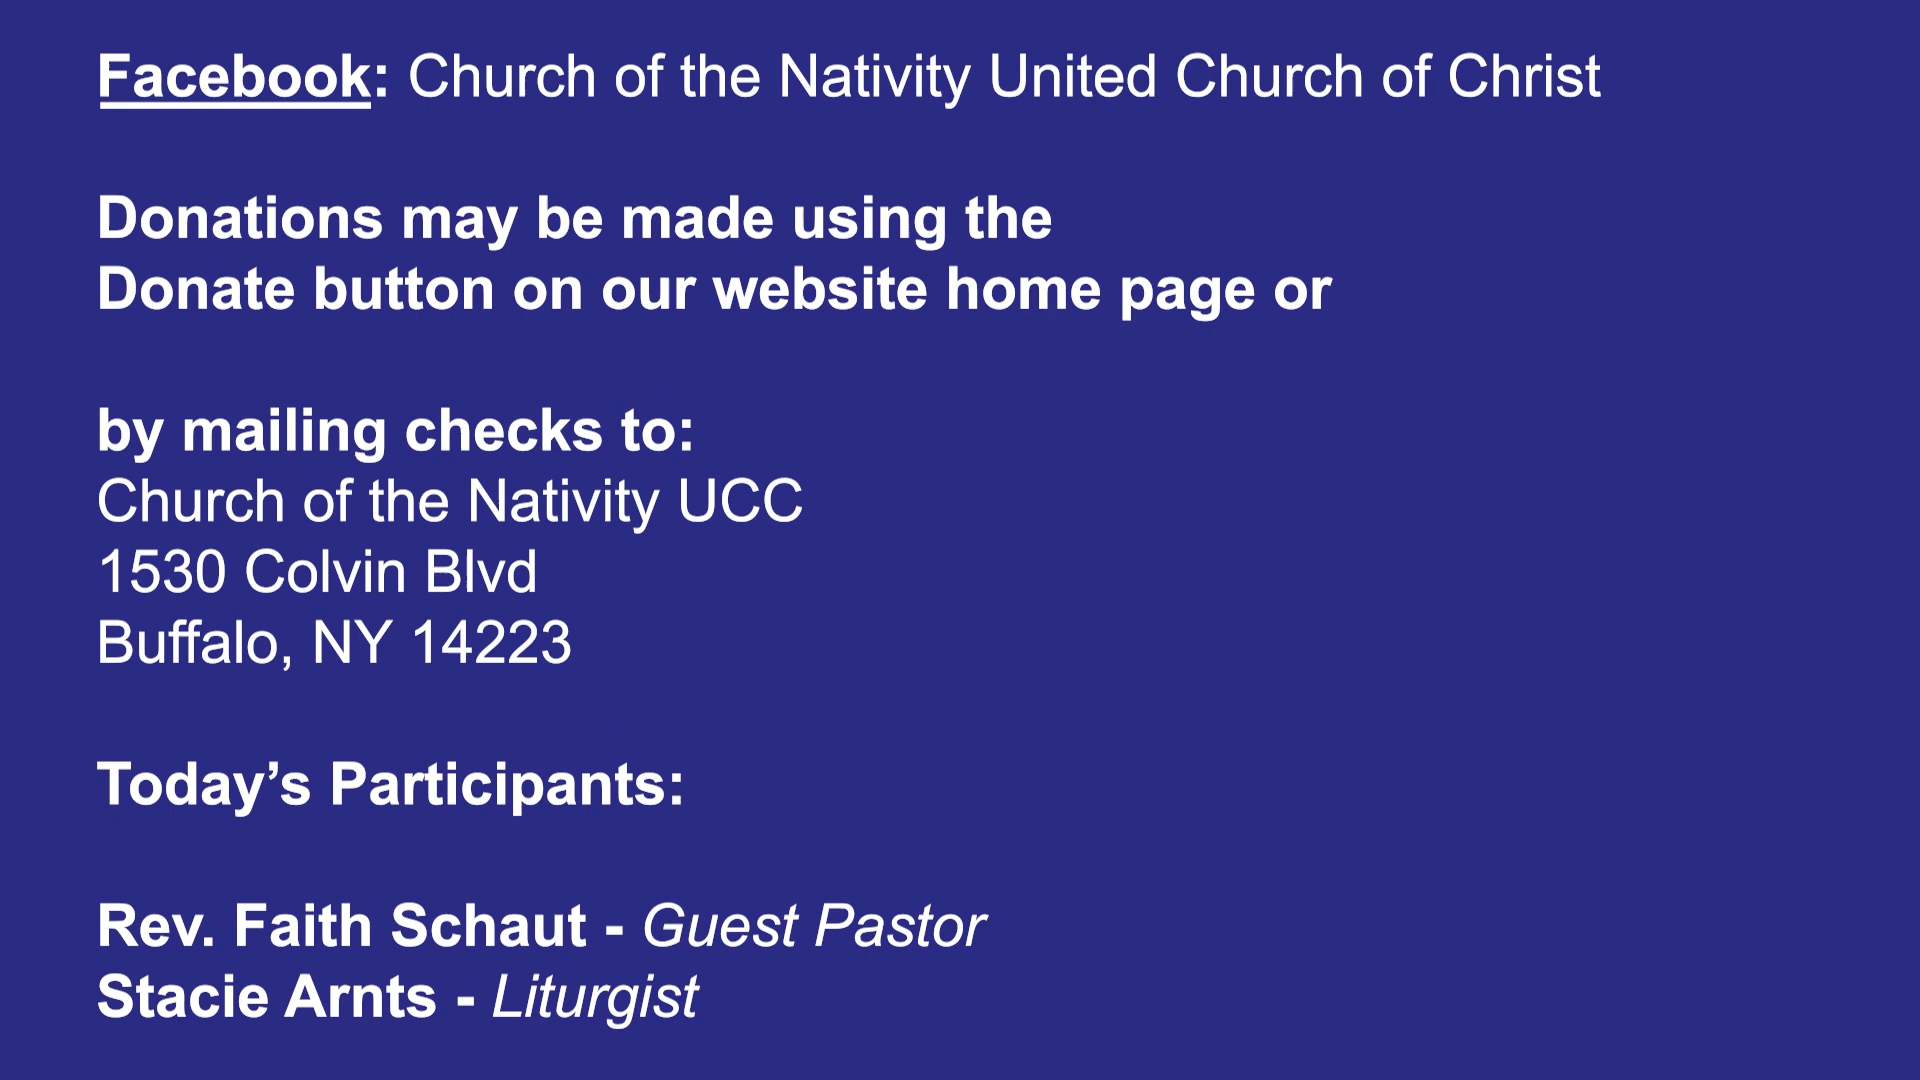 Facebook: Church of the Nativity United Church of Christ
Donations may be made using the
Donate button on our website home page or
by mailing checks to:
Church of the Nativity UCC
1530 Colvin Blvd
Buffalo, NY 14223
Today’s Participants:
Rev. Faith Schaut - Guest Pastor
Stacie Arnts - Liturgist